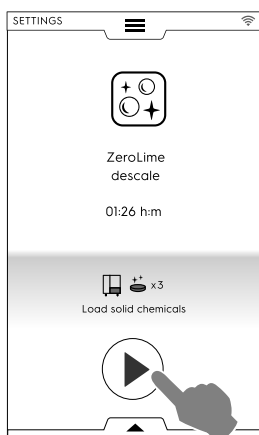 SETTINGS
ZeroLime
descale
01:26 h:m
x3
Load solid chemicals